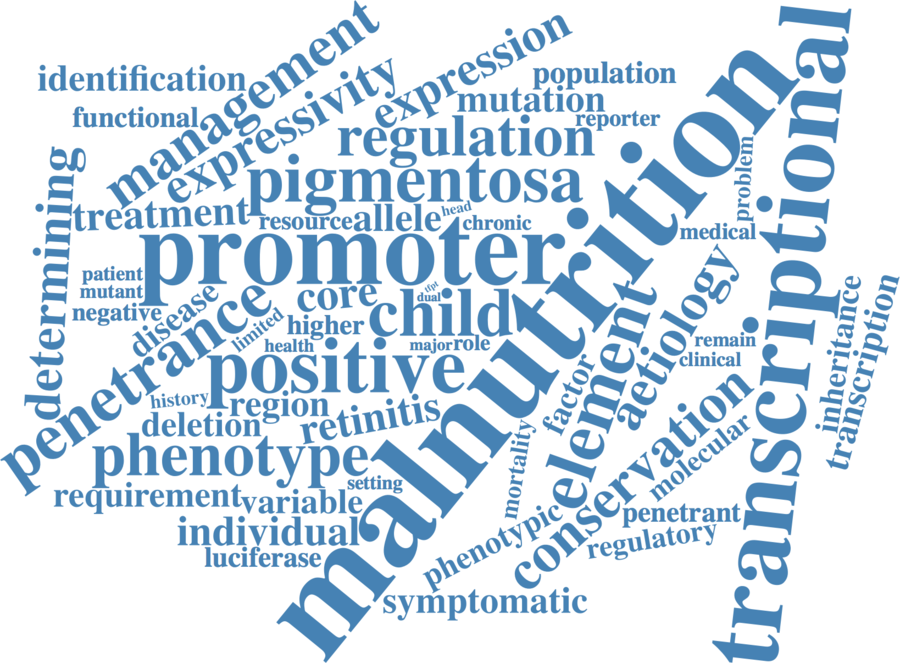 identification
management
expressivity
expression
population
functional
mutation
reporter
regulation
determining
pigmentosa
treatment
resource
allele
head
chronic
problem
medical
transcriptional
malnutrition
promoter
patient
mutant
negative
disease
penetrance
limited
core
child
dual
tfpt
higher
health
major
role
positive
element
aetiology
remain
clinical
inheritance
transcription
history
region
deletion
retinitis
factor
phenotype
setting
requirement
variable
mortality
conservation
molecular
individual
luciferase
phenotypic
penetrant
regulatory
symptomatic